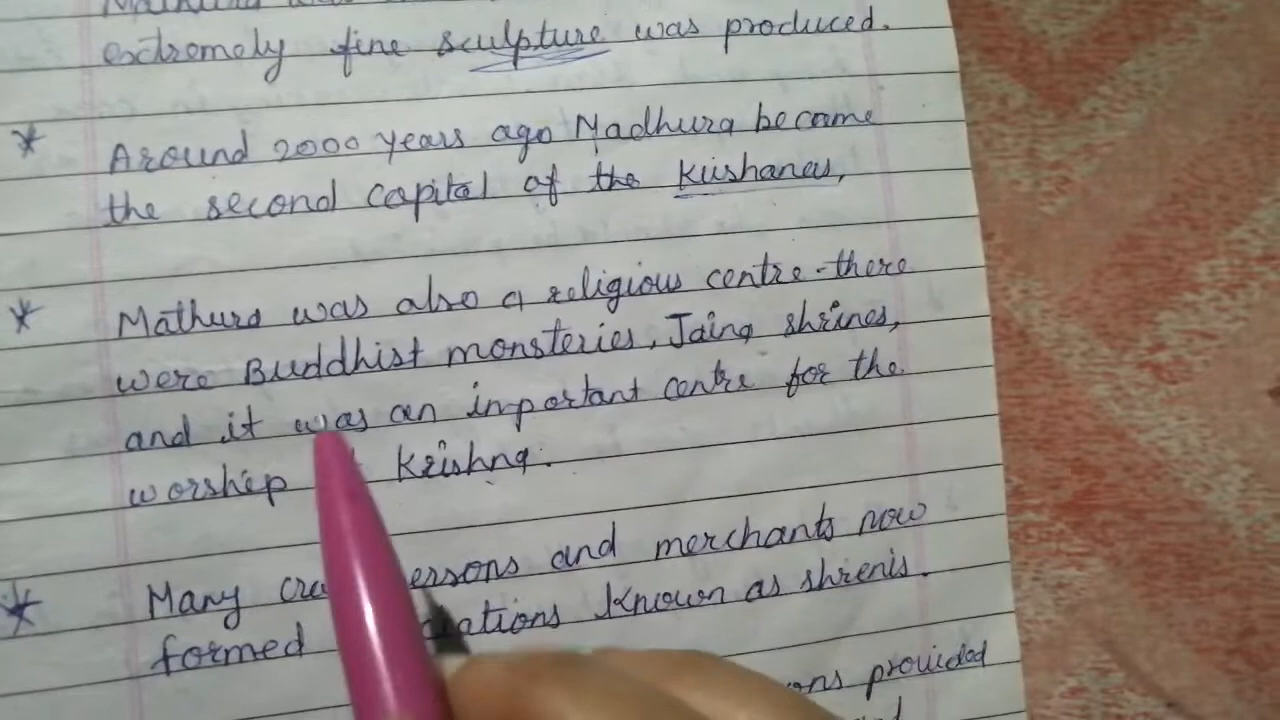 extremely fine sculpture was produced.
* Around 2000 years ago Madhura became
the second capital of the Kushanas,
* Mathura was also a religious centre-there
were Buddhist monsteries, Jaina shrines,
and it was an important centre for the
worship Krishna.
* Many ersons and merchants now
formed known as shrenis.
provided